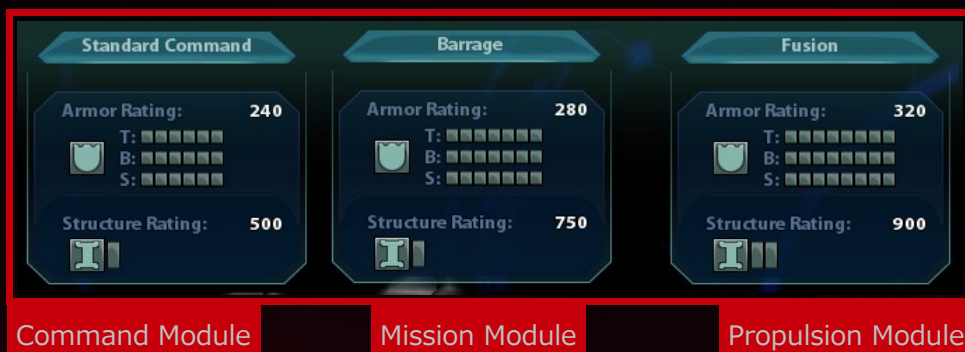 Standard Command
Armor Rating: 240
T:
B:
S:
Structure Rating: 500
Barrage
Armor Rating: 280
T:
B:
S:
Structure Rating: 750
Fusion
Armor Rating: 320
T:
B:
S:
Structure Rating: 900
Command Module
Mission Module
Propulsion Module